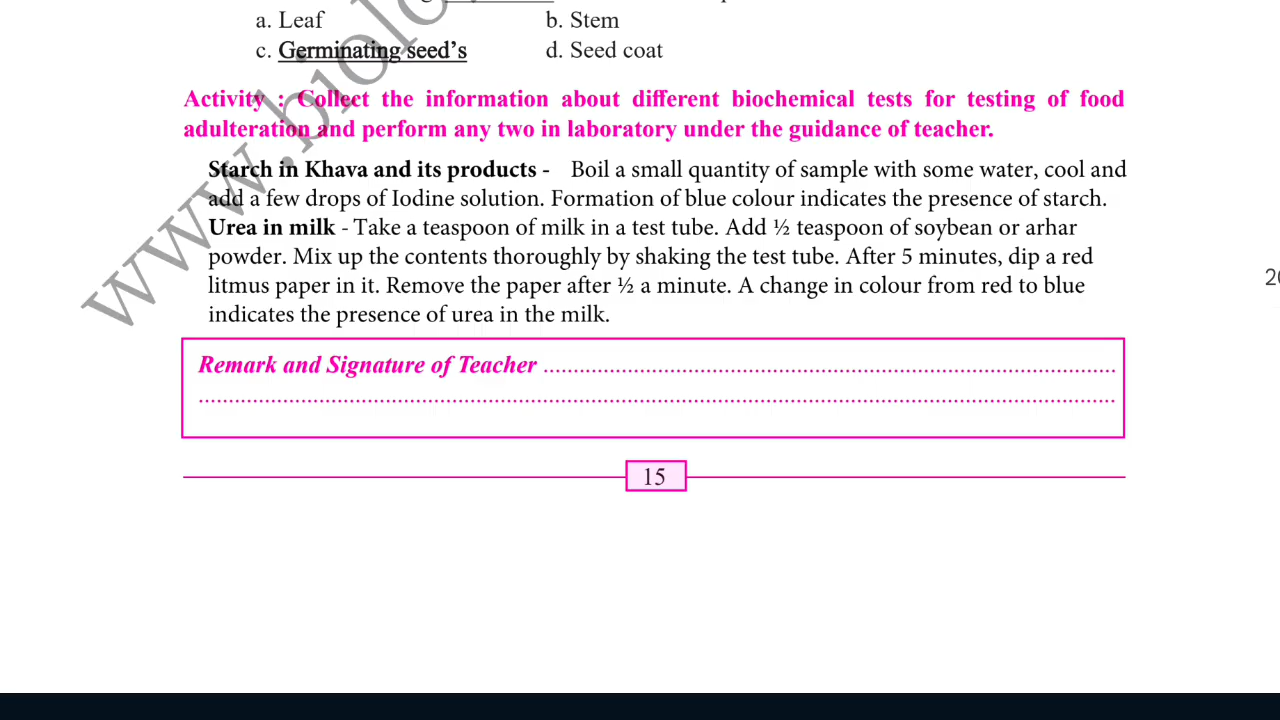 a. Leaf b. Stem
c. Germinating seed's d. Seed coat
Activity : Collect the information about different biochemical tests for testing of food
adulteration and perform any two in laboratory under the guidance of teacher.
Starch in Khava and its products - Boil a small quantity of sample with some water, cool and
add a few drops of Iodine solution. Formation of blue colour indicates the presence of starch.
Urea in milk - Take a teaspoon of milk in a test tube. Add ½ teaspoon of soybean or arhar
powder. Mix up the contents thoroughly by shaking the test tube. After 5 minutes, dip a red
litmus paper in it. Remove the paper after ½ a minute. A change in colour from red to blue
indicates the presence of urea in the milk.
Remark and Signature of Teacher ................................................................................................
..........................................................................................................................................................
15
www.biolo